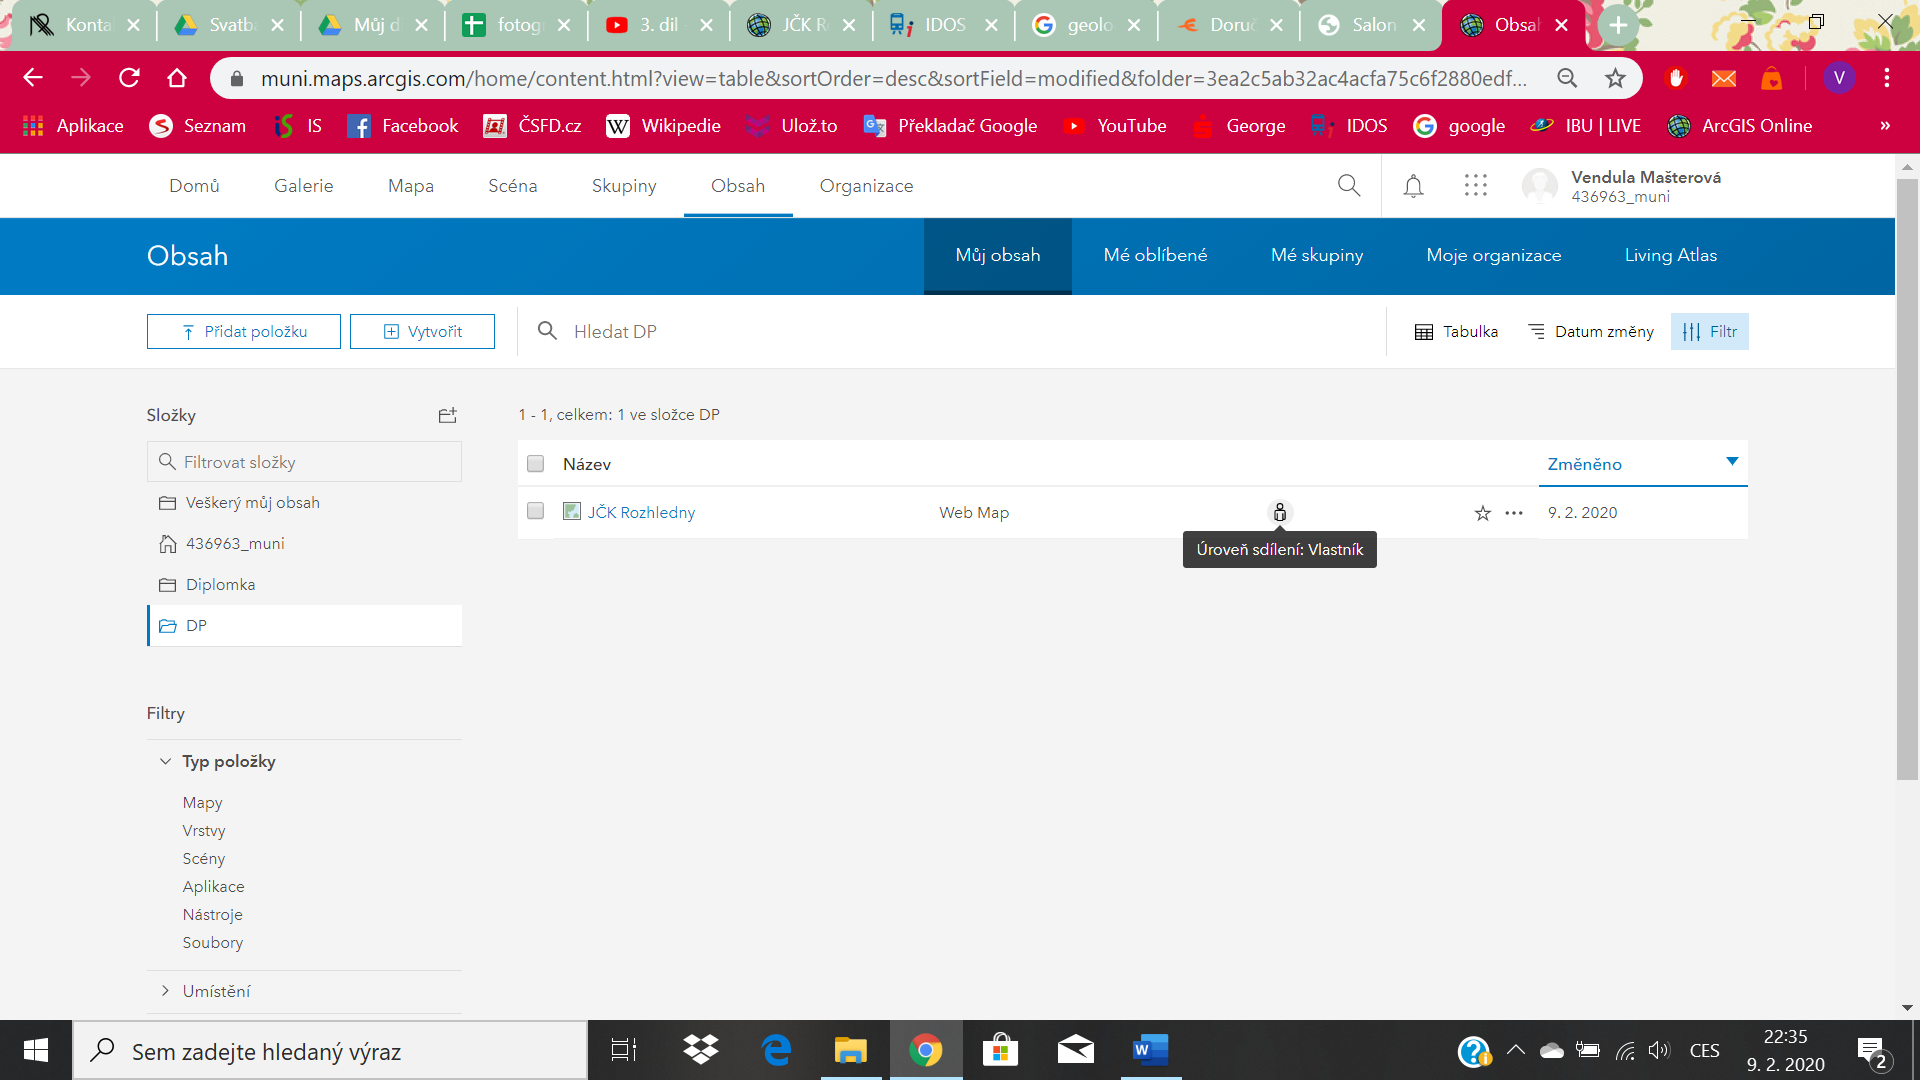 Konta
Svatb
Můj d
fotog
3. díl
JČK R
IDOS
geolo
Doruč
Salon
Obsah
muni.maps.arcgis.com/home/content.html?view=table&sortOrder=desc&sortField=modified&folder=3ea2c5ab32ac4acfa75c6f2880edf...
V
Aplikace Seznam IS Facebook ČSFD.cz Wikipedie Ulož.to Překladač Google YouTube George IDOS google IBU | LIVE ArcGIS Online »
Domů Galerie Mapa Scéna Skupiny Obsah Organizace
Vendula Mašterová
436963_muni
Obsah
Můj obsah Mé oblíbené Mé skupiny Moje organizace Living Atlas
Přidat položku Vytvořit Hledat DP Tabulka Datum změny Filtr
Složky
1 - 1, celkem: 1 ve složce DP
Filtrovat složky
Název Změněno
Veškerý můj obsah
JČK Rozhledny Web Map 9. 2. 2020
436963_muni
Úroveň sdílení: Vlastník
Diplomka
DP
Filtry
Typ položky
Mapy
Vrstvy
Scény
Aplikace
Nástroje
Soubory
Umístění
Sem zadejte hledaný výraz
CES
22:35
9. 2. 2020
2